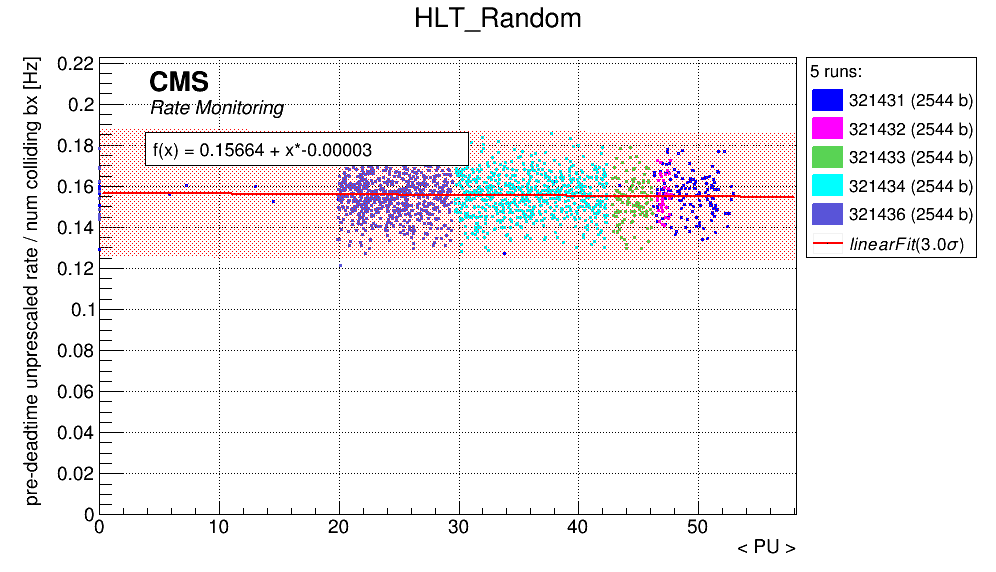 HLT_Random
pre-deadtime unprescaled rate / num colliding bx [Hz]
0.22
0.2
0.18
0.16
0.14
0.12
0.1
0.08
0.06
0.04
0.02
0
CMS
Rate Monitoring
f(x) = 0.15664 + x*-0.00003
0 10 20 30 40 50
< PU >
5 runs:
321431 (2544 b)
321432 (2544 b)
321433 (2544 b)
321434 (2544 b)
321436 (2544 b)
linearFit(3.0σ)